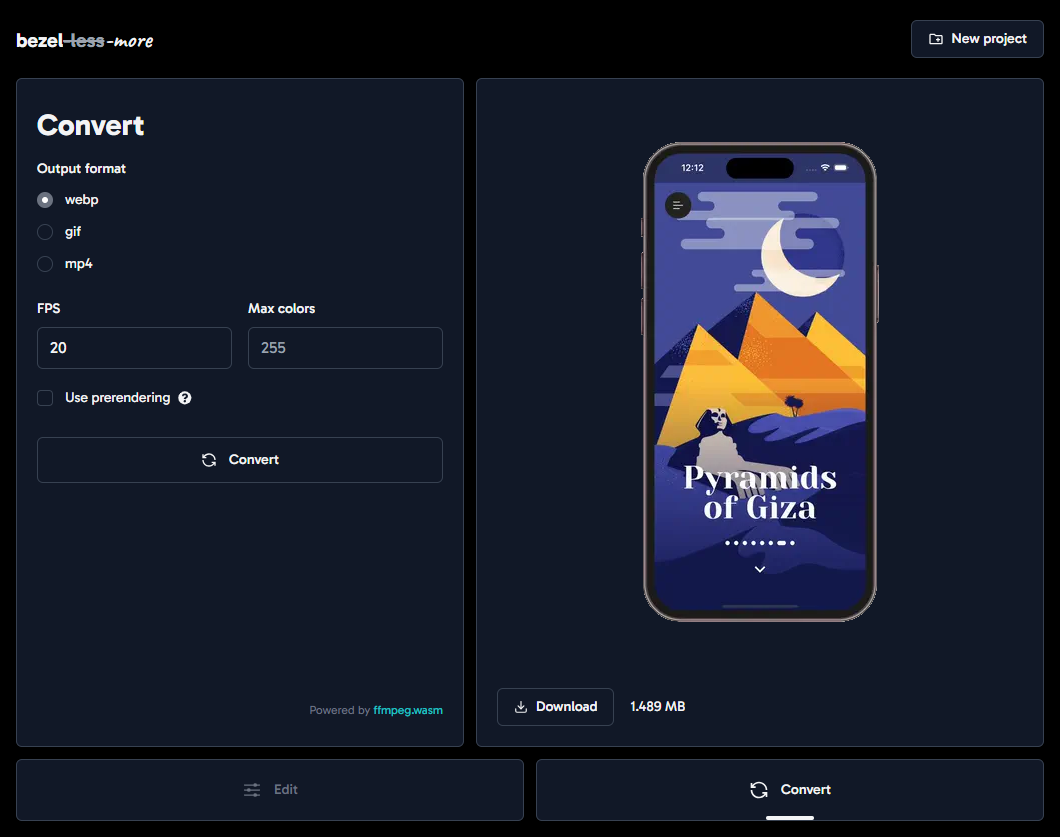 bezel-less-more
New project
Convert
Output format
webp
gif
mp4
FPS
Max colors
20
255
Use prerendering ?
Convert
Powered by ffmpeg.wasm
12:12
Pyramids
of Giza
Download
1.489 MB
Edit
Convert